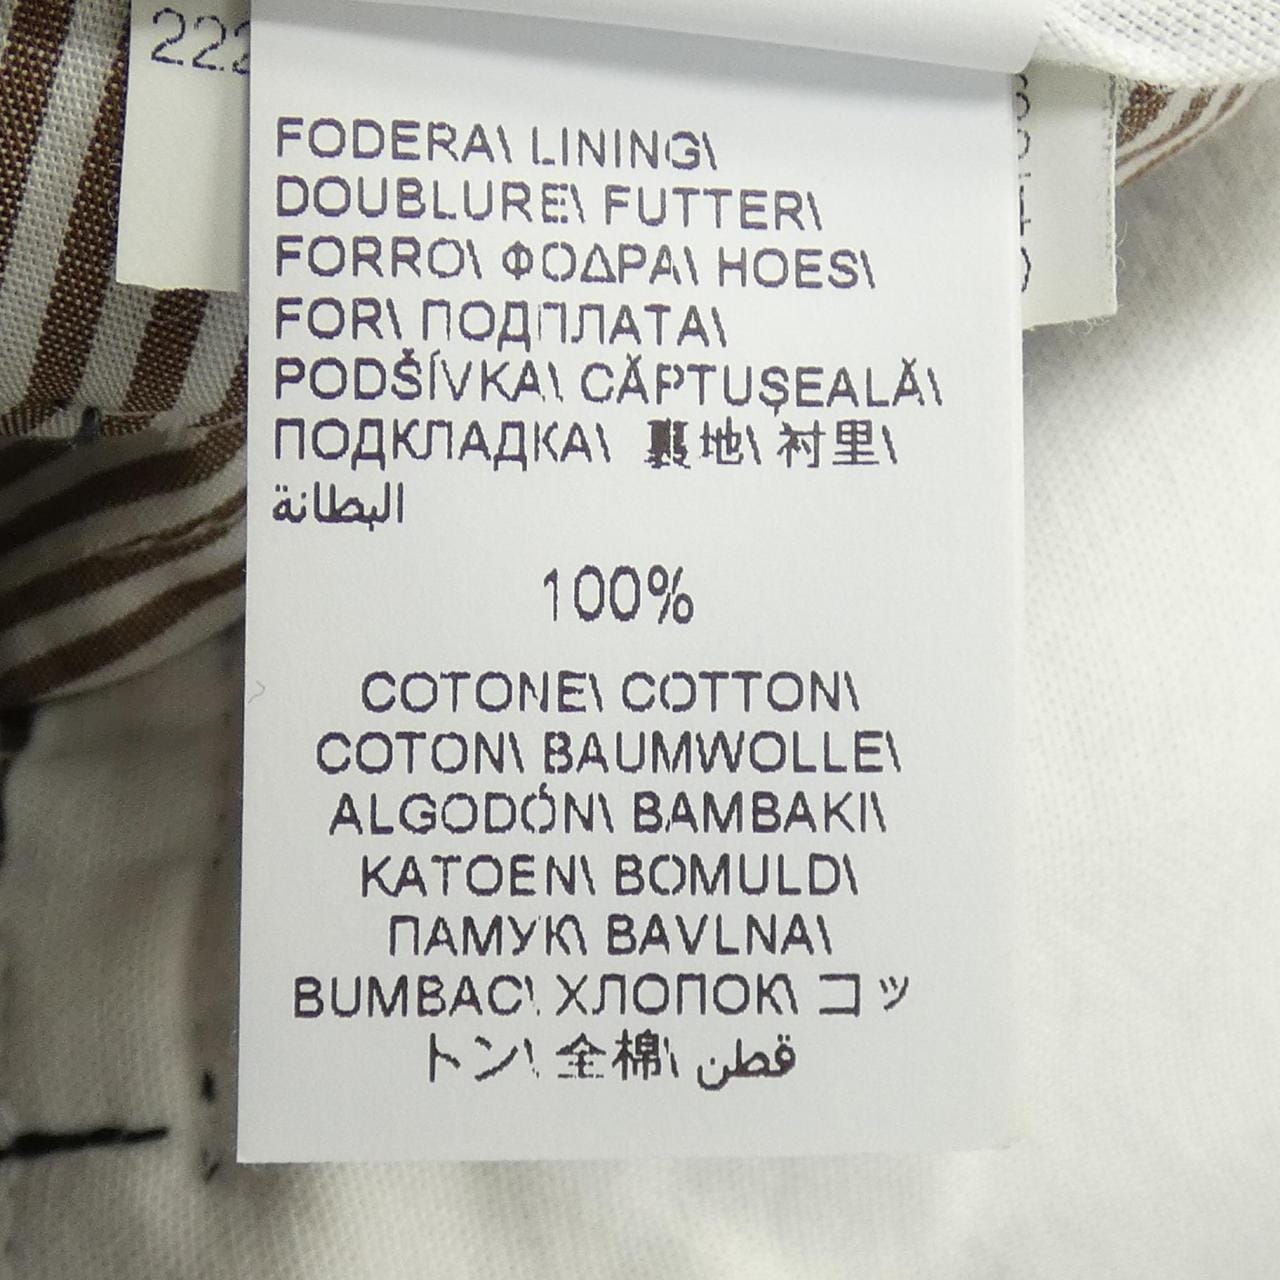 222
FODERA\ LINING\
DOUBLURE\ FUTTER\
FORRO\ ΦΟΔΡΑ\ HOES\
FOR\ ПОДПЛАТА\
PODŠÍVKA\ CĂPTUŞEALĂ\
ПОДКЛАДКА\ 裏地\ 衬里\
البطانة
100%
COTONE\ COTTON\
COTON\ BAUMWOLLE\
ALGODÓN\ BAMBAKI\
KATOEN\ BOMULD\
ПАМУК\ BAVLNA\
BUMBAC\ ХЛОПОК\ コッ
トン\ 全棉\ قطن